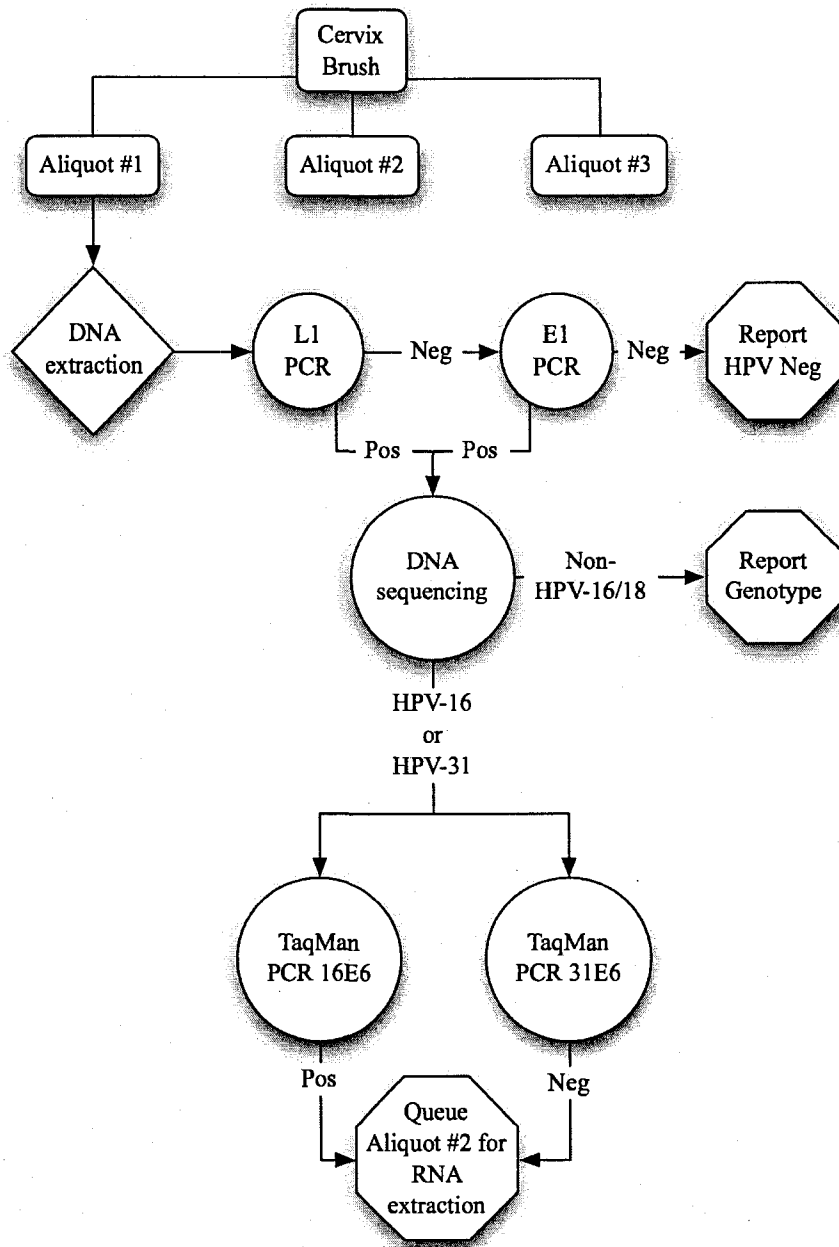 Cervix
Brush
Aliquot #1
Aliquot #2
Aliquot #3
DNA
extraction
L1
PCR
Neg
E1
PCR
Neg
Report
HPV Neg
Pos
Pos
DNA
sequencing
Non-
HPV-16/18
Report
Genotype
HPV-16
or
HPV-31
TaqMan
PCR 16E6
TaqMan
PCR 31E6
Pos
Neg
Queue
Aliquot #2 for
RNA
extraction